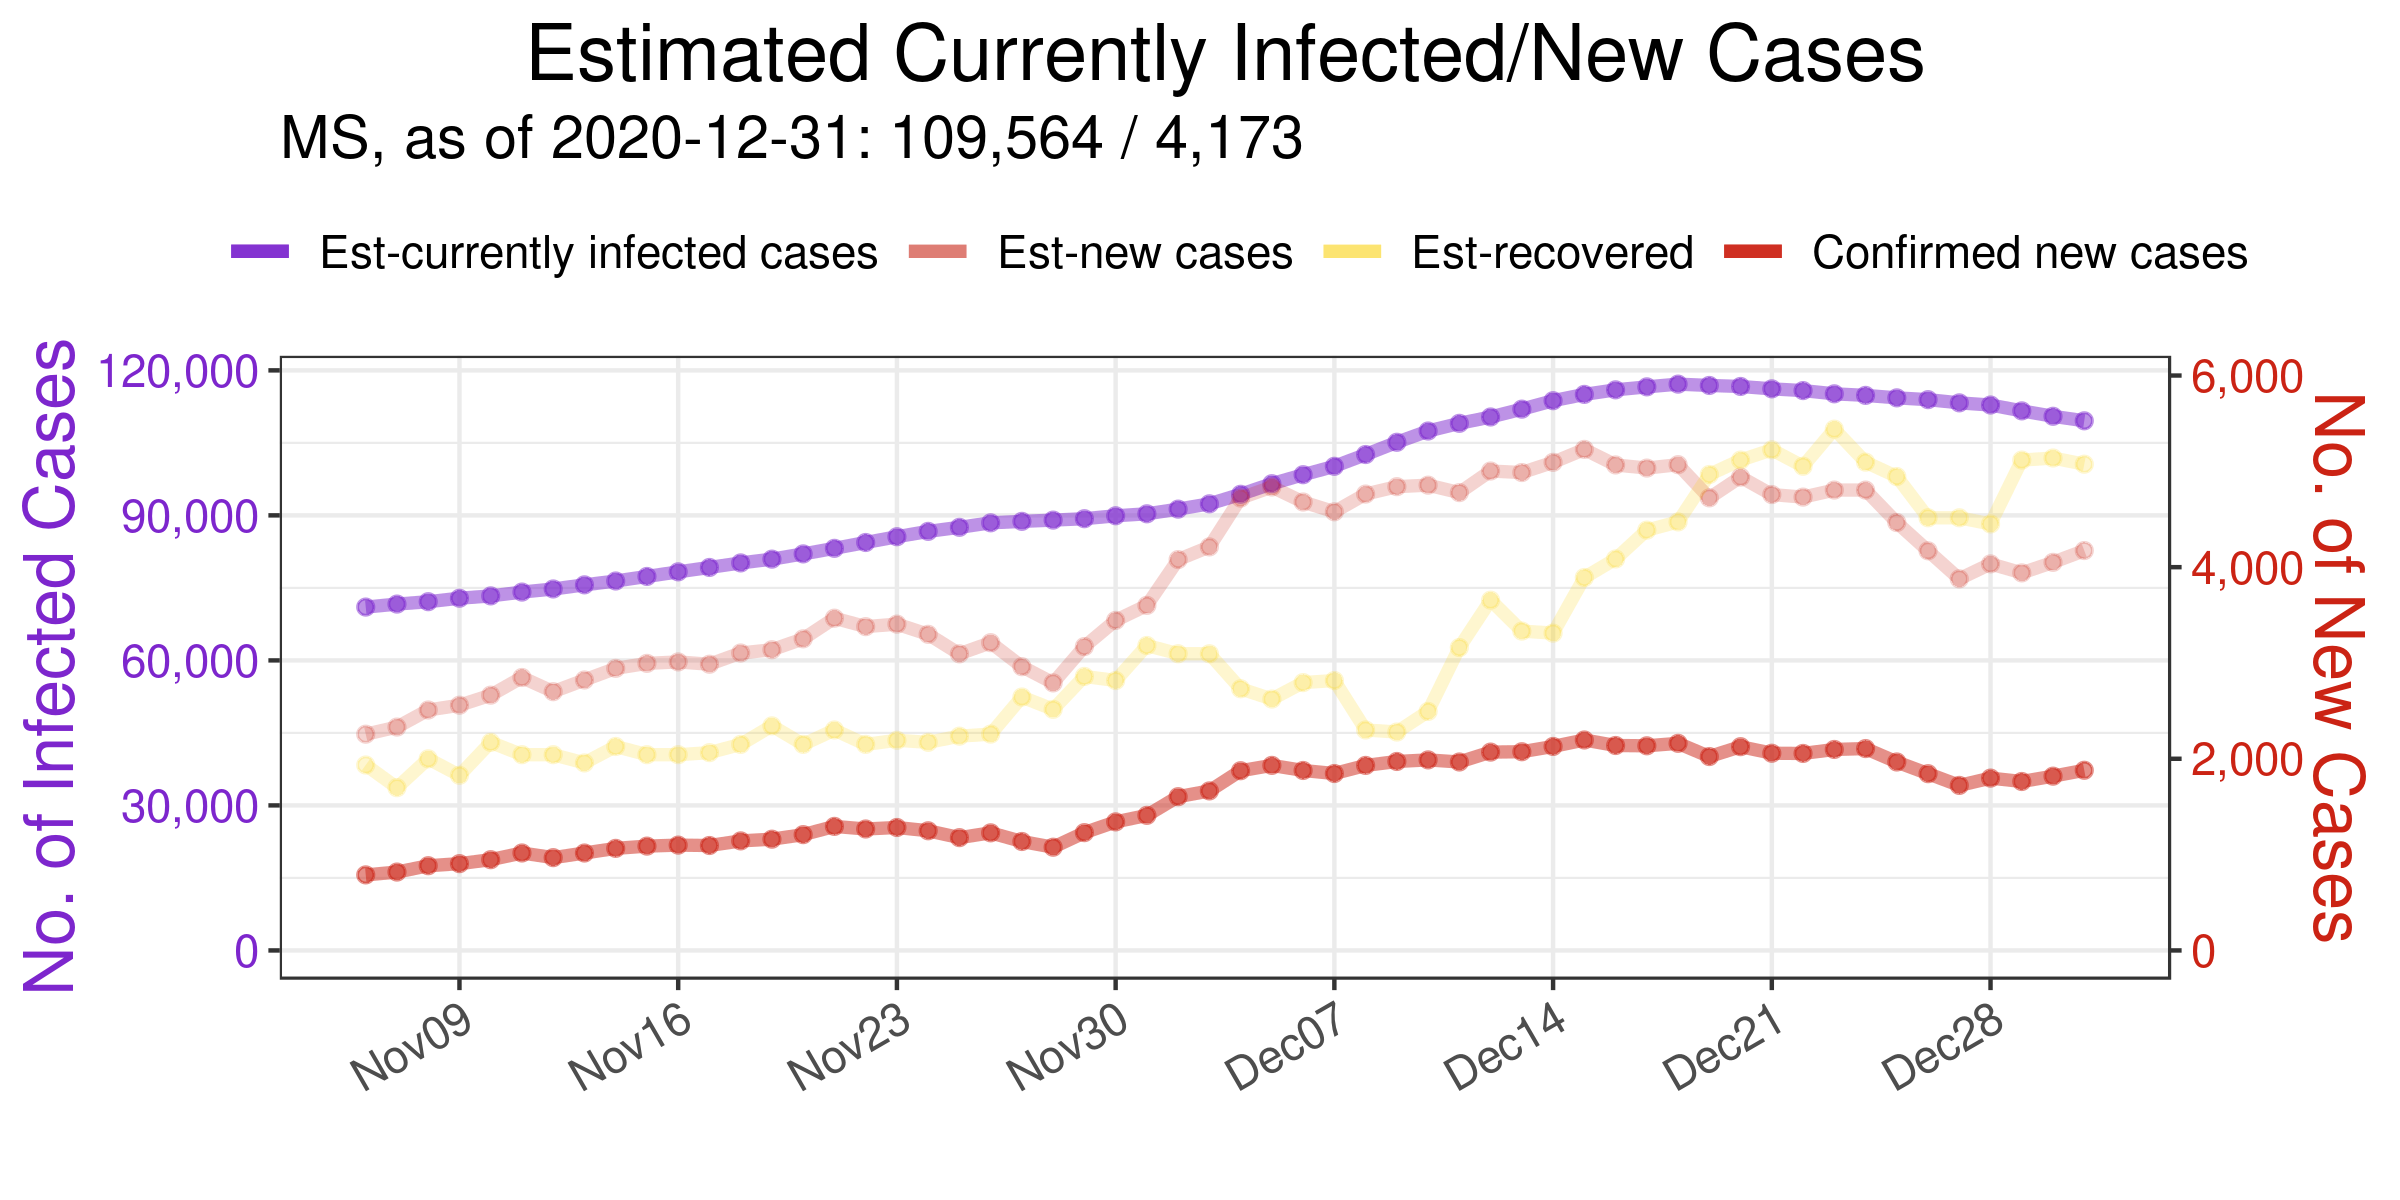 Estimated Currently Infected/New Cases
MS, as of 2020-12-31: 109,564 / 4,173
Est-currently infected cases Est-new cases Est-recovered Confirmed new cases
No. of Infected Cases
120,000
90,000
60,000
30,000
0
6,000
4,000
2,000
0
No. of New Cases
Nov09 Nov16 Nov23 Nov30 Dec07 Dec14 Dec21 Dec28